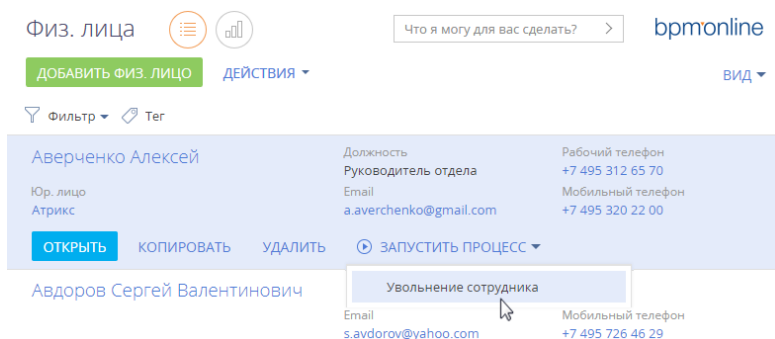 Физ. лица
Что я могу для вас сделать?
bpmonline
ДОБАВИТЬ ФИЗ. ЛИЦО ДЕЙСТВИЯ
ВИД
Фильтр Тег
Аверченко Алексей
Должность
Руководитель отдела
Рабочий телефон
+7 495 312 65 70
Юр. лицо
Атрикс
Email
a.averchenko@gmail.com
Мобильный телефон
+7 495 320 22 00
ОТКРЫТЬ КОПИРОВАТЬ УДАЛИТЬ ЗАПУСТИТЬ ПРОЦЕСС
Увольнение сотрудника
Авдоров Сергей Валентинович
Email
s.avdorov@yahoo.com
Мобильный телефон
+7 495 726 46 29